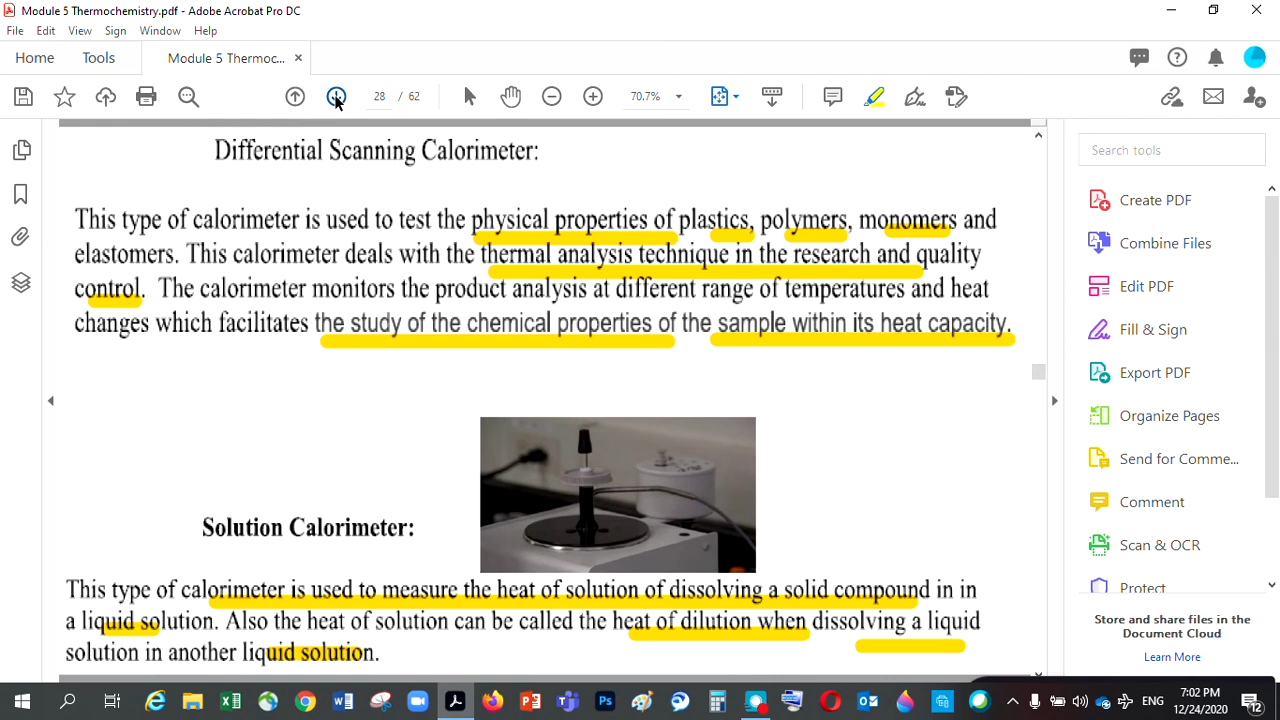 Module 5 Thermochemistry.pdf - Adobe Acrobat Pro DC
File Edit View Sign Window Help
Home Tools Module 5 Thermoc... ×
28 / 62 70.7%
Differential Scanning Calorimeter:
This type of calorimeter is used to test the physical properties of plastics, polymers, monomers and
elastomers. This calorimeter deals with the thermal analysis technique in the research and quality
control. The calorimeter monitors the product analysis at different range of temperatures and heat
changes which facilitates the study of the chemical properties of the sample within its heat capacity.
Solution Calorimeter:
This type of calorimeter is used to measure the heat of solution of dissolving a solid compound in in
a liquid solution. Also the heat of solution can be called the heat of dilution when dissolving a liquid
solution in another liquid solution.
Search tools
Create PDF
Combine Files
Edit PDF
Fill & Sign
Export PDF
Organize Pages
Send for Comme...
Comment
Scan & OCR
Protect
Store and share files in the
Document Cloud
Learn More
ENG
7:02 PM
12/24/2020
12